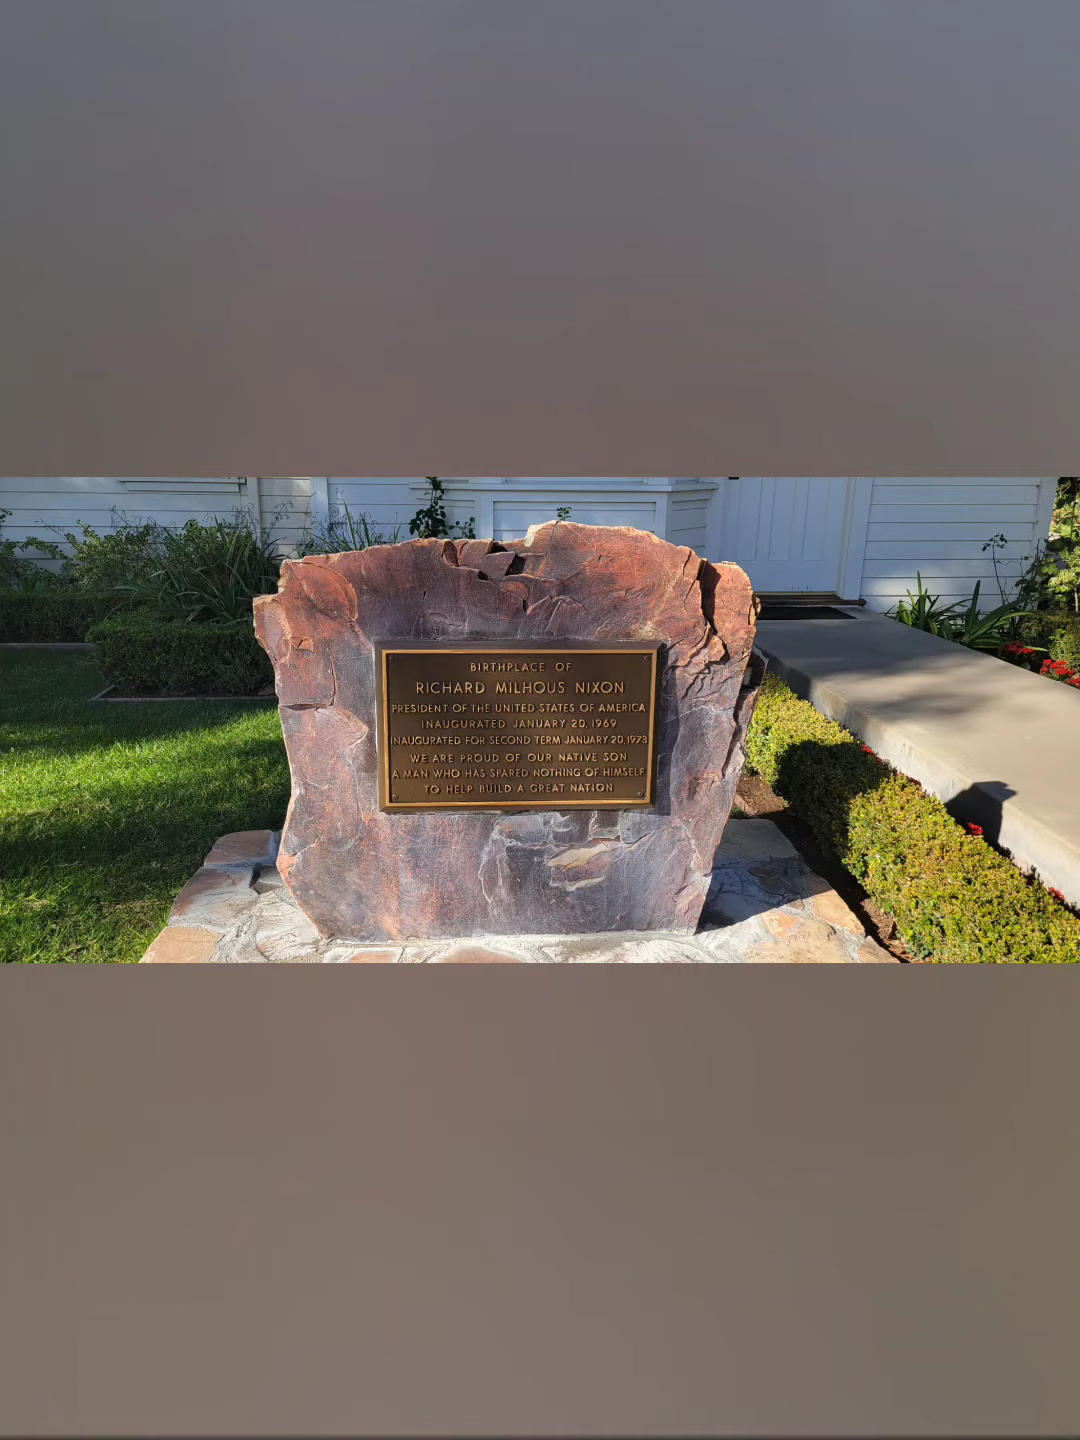 BIRTHPLACE OF
RICHARD MILHOUS NIXON
PRESIDENT OF THE UNITED STATES OF AMERICA
INAUGURATED JANUARY 20, 1969
INAUGURATED FOR SECOND TERM JANUARY 20, 1973
WE ARE PROUD OF OUR NATIVE SON
A MAN WHO HAS SPARED NOTHING OF HIMSELF
TO HELP BUILD A GREAT NATION